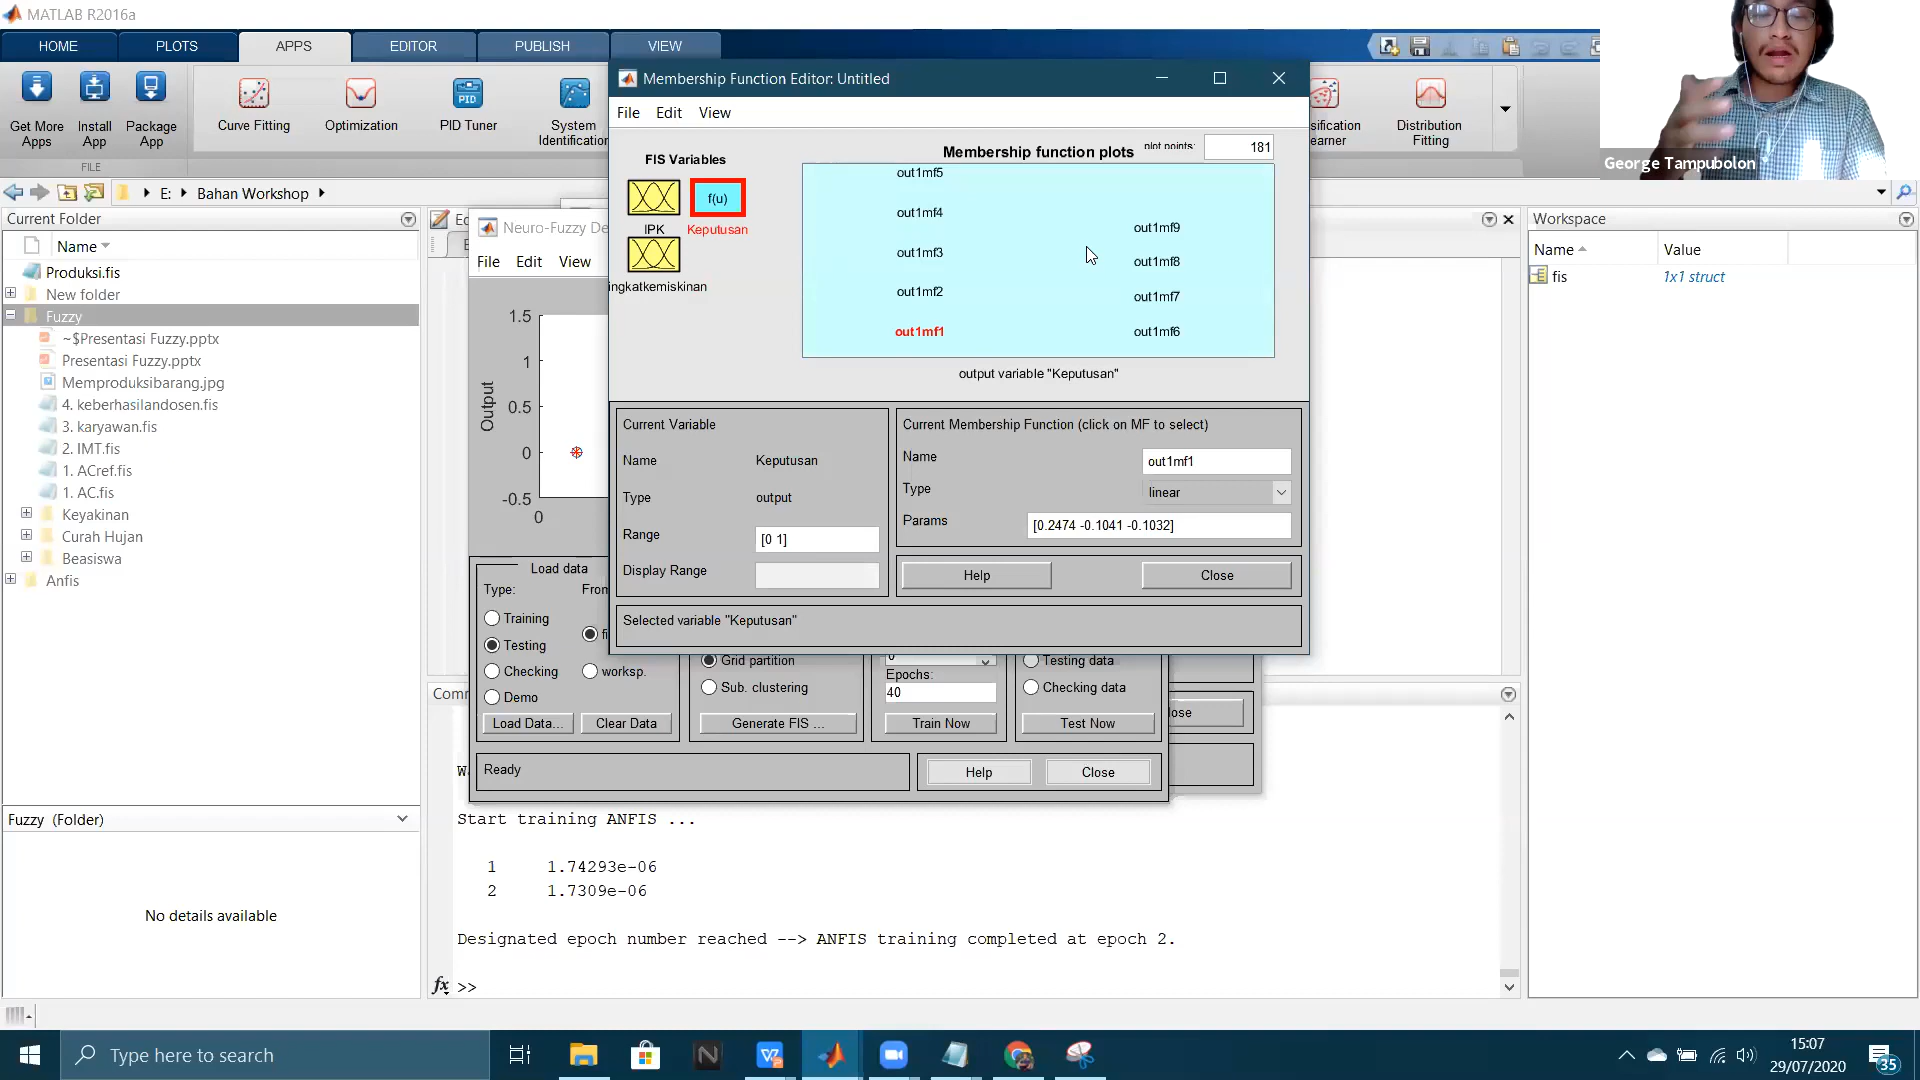 MATLAB R2016a
HOME
PLOTS
APPS
EDITOR
PUBLISH
VIEW
Get More Apps
Install App
Package App
FILE
Curve Fitting
Optimization
PID Tuner
System Identification
sification
earner
Distribution Fitting
George Tampubolon
E:
Bahan Workshop
Current Folder
Name
Produksi.fis
New folder
Fuzzy
~$Presentasi Fuzzy.pptx
Presentasi Fuzzy.pptx
Memproduksibarang.jpg
4. keberhasilandosen.fis
3. karyawan.fis
2. IMT.fis
1. ACref.fis
1. AC.fis
Keyakinan
Curah Hujan
Beasiswa
Anfis
Fuzzy (Folder)
No details available
Membership Function Editor: Untitled
File Edit View
FIS Variables
f(u)
IPK
Keputusan
ingkatkemiskinan
Membership function plots
plot points:
181
out1mf5
out1mf4
out1mf3
out1mf2
out1mf1
out1mf9
out1mf8
out1mf7
out1mf6
output variable "Keputusan"
Current Variable
Name Keputusan
Type output
Range [0 1]
Display Range
Current Membership Function (click on MF to select)
Name out1mf1
Type linear
Params [0.2474 -0.1041 -0.1032]
Help
Close
Selected variable "Keputusan"
Neuro-Fuzzy De
File Edit View
1.5
1
0.5
0
-0.5
0
Output
Load data
Type: From
Training
Testing
Checking
Demo
fi
worksp.
Load Data...
Clear Data
Grid partition
Sub. clustering
Generate FIS ...
0
Epochs:
40
Train Now
Testing data
Checking data
Test Now
Ready
Help
Close
lose
Ed
E
Comm
Wa
Start training ANFIS ...
1 1.74293e-06
2 1.7309e-06
Designated epoch number reached --> ANFIS training completed at epoch 2.
fx >>
Workspace
Name Value
fis 1x1 struct
Type here to search
15:07
29/07/2020
35